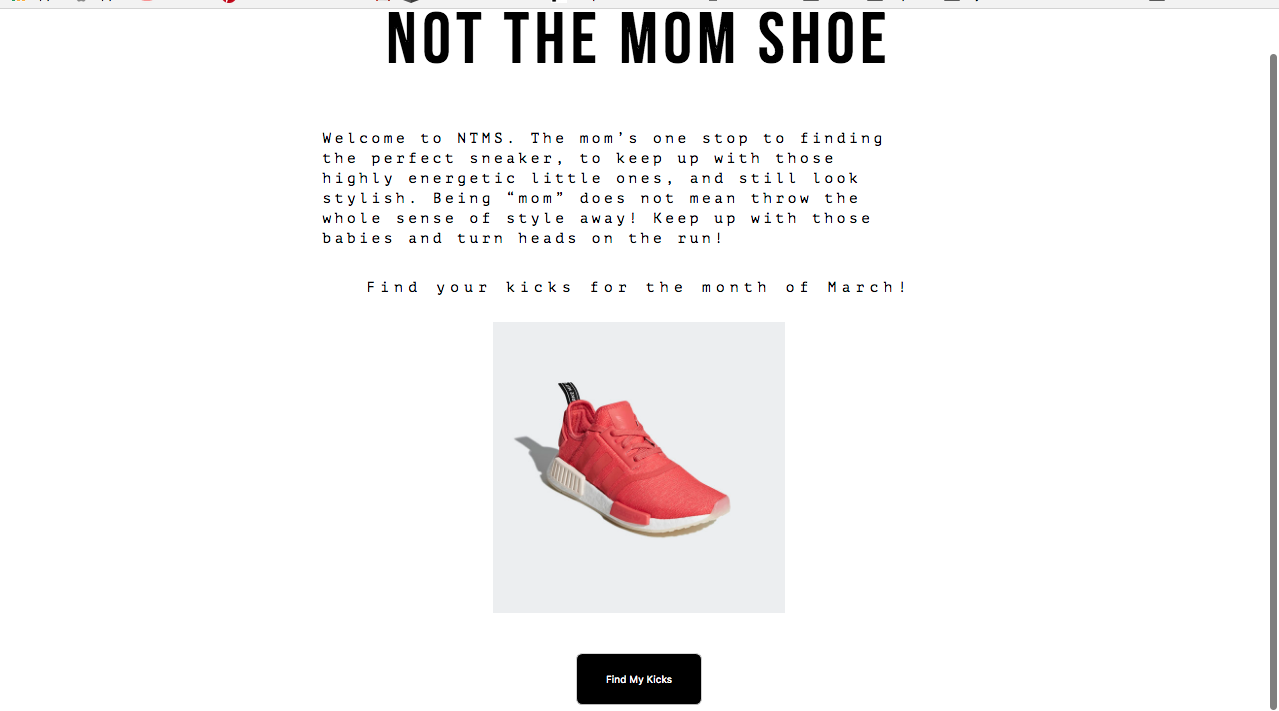 NOT THE MOM SHOE
Welcome to NTMS. The mom’s one stop to finding
the perfect sneaker, to keep up with those
highly energetic little ones, and still look
stylish. Being “mom” does not mean throw the
whole sense of style away! Keep up with those
babies and turn heads on the run!
Find your kicks for the month of March!
Find My Kicks